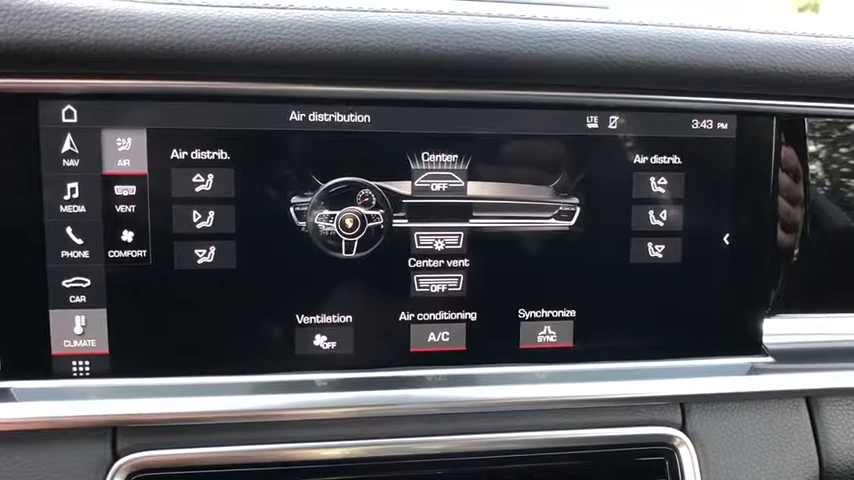 Air distribution
LTE
3:43 PM
NAV
AIR
Air distrib.
Center
OFF
Air distrib.
MEDIA
VENT
PHONE
COMFORT
Center vent
OFF
CAR
Ventilation
OFF
Air conditioning
A/C
Synchronize
SYNC
CLIMATE